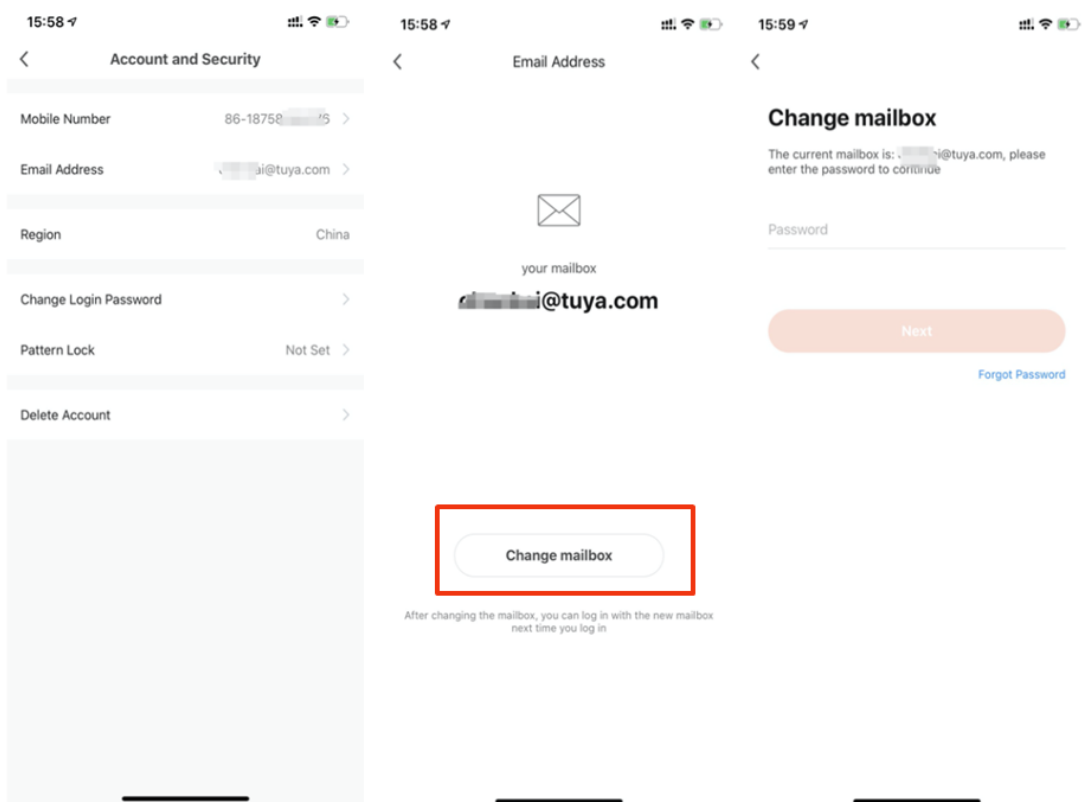 15:58
Account and Security
Mobile Number 86-18758
Email Address ai@tuya.com
Region China
Change Login Password
Pattern Lock Not Set
Delete Account
15:58
Email Address
your mailbox
@tuya.com
Change mailbox
After changing the mailbox, you can log in with the new mailbox
next time you log in
15:59
Change mailbox
The current mailbox is: i@tuya.com, please
enter the password to continue
Password
Next
Forgot Password